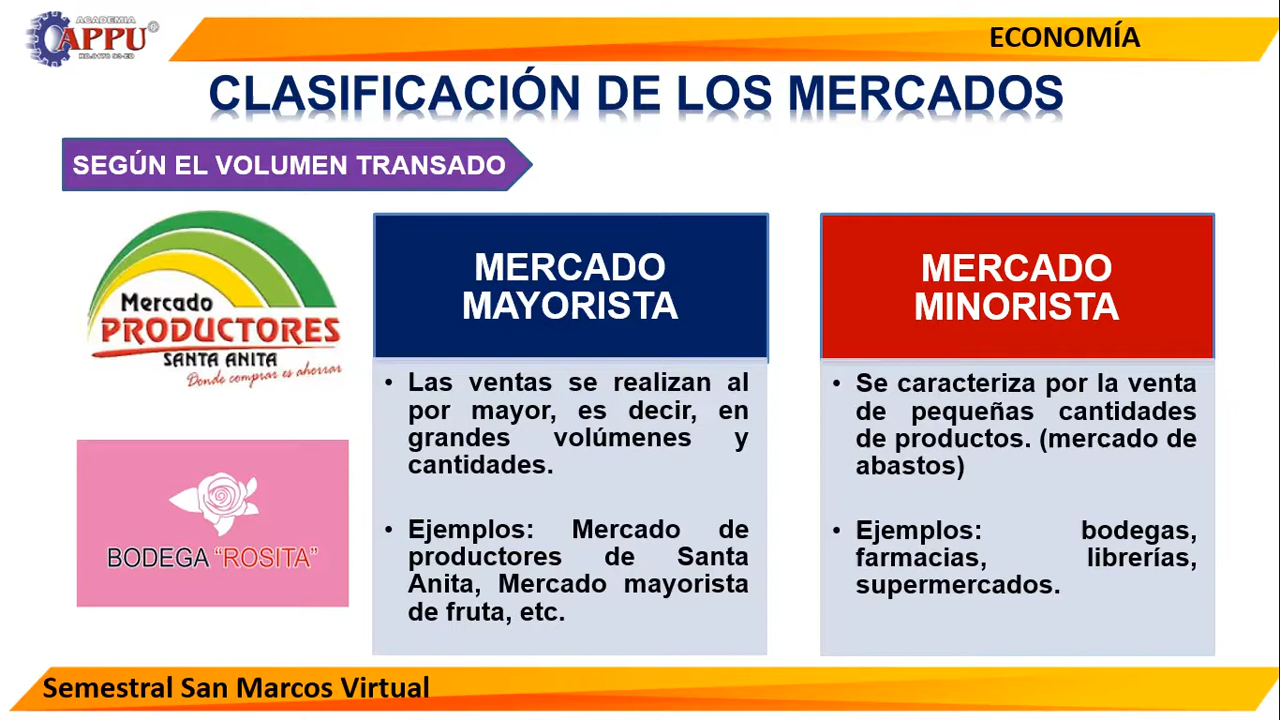 ACADEMIA
APPU®
ECONOMÍA
CLASIFICACIÓN DE LOS MERCADOS
SEGÚN EL VOLUMEN TRANSADO
Mercado
PRODUCTORES
SANTA ANITA
Donde comprar es ahorrar
BODEGA “ROSITA”
MERCADO
MAYORISTA
• Las ventas se realizan al
por mayor, es decir, en
grandes volúmenes y
cantidades.
• Ejemplos: Mercado de
productores de Santa
Anita, Mercado mayorista
de fruta, etc.
MERCADO
MINORISTA
• Se caracteriza por la venta
de pequeñas cantidades
de productos. (mercado de
abastos)
• Ejemplos: bodegas,
farmacias, librerías,
supermercados.
Semestral San Marcos Virtual